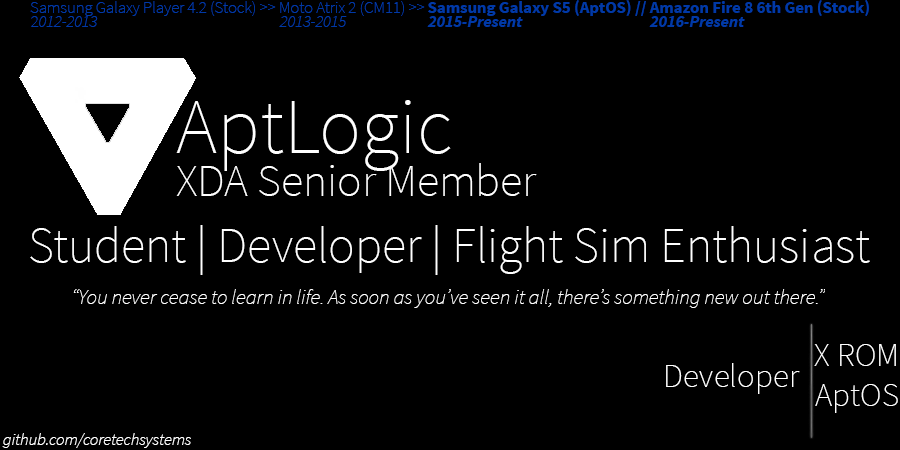 Samsung Galaxy Player 4.2 (Stock) >> Moto Atrix 2 (CM11) >> Samsung Galaxy S5 (AptOS) // Amazon Fire 8 6th Gen (Stock)
2012-2013 2013-2015 2015-Present 2016-Present
AptLogic
XDA Senior Member
Student | Developer | Flight Sim Enthusiast
“You never cease to learn in life. As soon as you’ve seen it all, there’s something new out there.”
X ROM
Developer
AptOS
github.com/coretechsystems